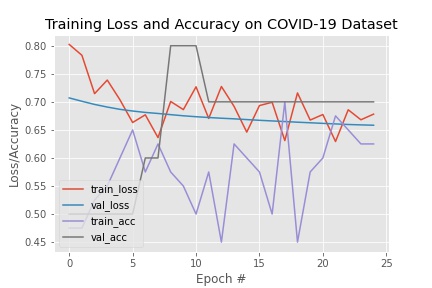 Training Loss and Accuracy on COVID-19 Dataset
0.80
0.75
0.70
0.65
0.60
0.55
0.50
0.45
Loss/Accuracy
train_loss
val_loss
train_acc
val_acc
0 5 10 15 20 25
Epoch #